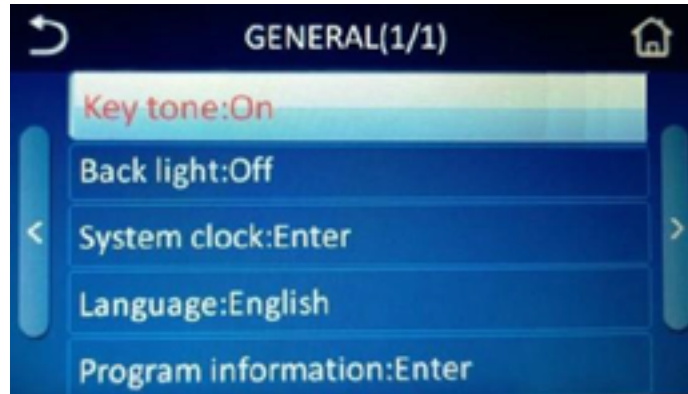 GENERAL(1/1)
Key tone:On
Back light:Off
< System clock:Enter >
Language:English
Program information:Enter